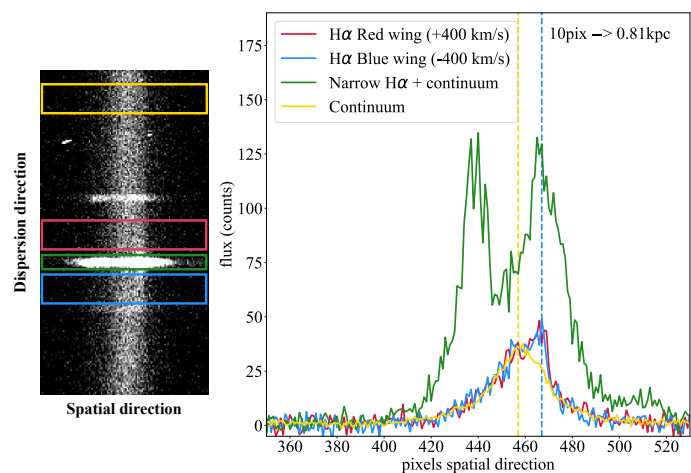 Dispersion direction
Spatial direction
flux (counts)
175
150
125
100
75
50
25
0
Hα Red wing (+400 km/s)
Hα Blue wing (-400 km/s)
Narrow Hα + continuum
Continuum
10pix −> 0.81kpc
360 380 400 420 440 460 480 500 520
pixels spatial direction